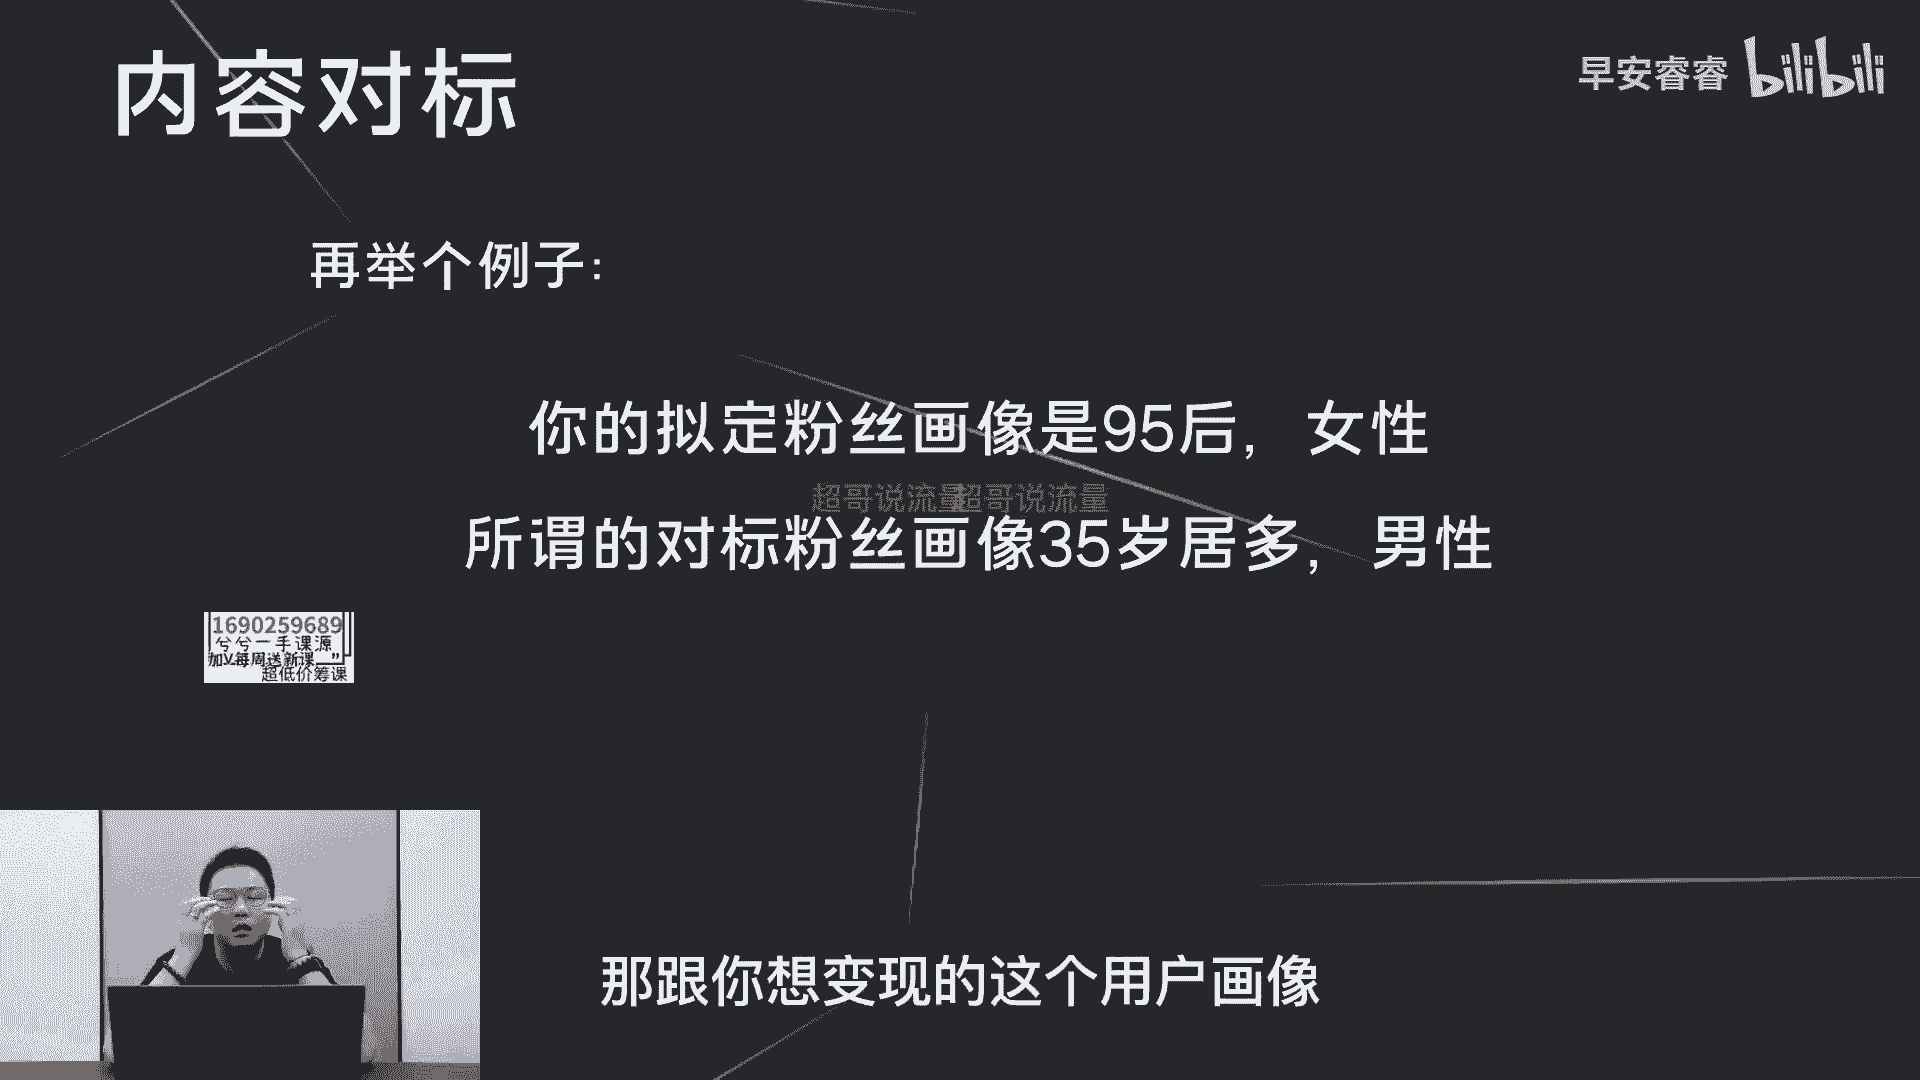 内容对标
早安睿睿 bilibili
再举个例子：
你的拟定粉丝画像是95后，女性
超哥说流量超哥说流量
所谓的对标粉丝画像35岁居多，男性
1690259689
兮兮一手课源
加V每周送新课
超低价筹课
那跟你想变现的这个用户画像